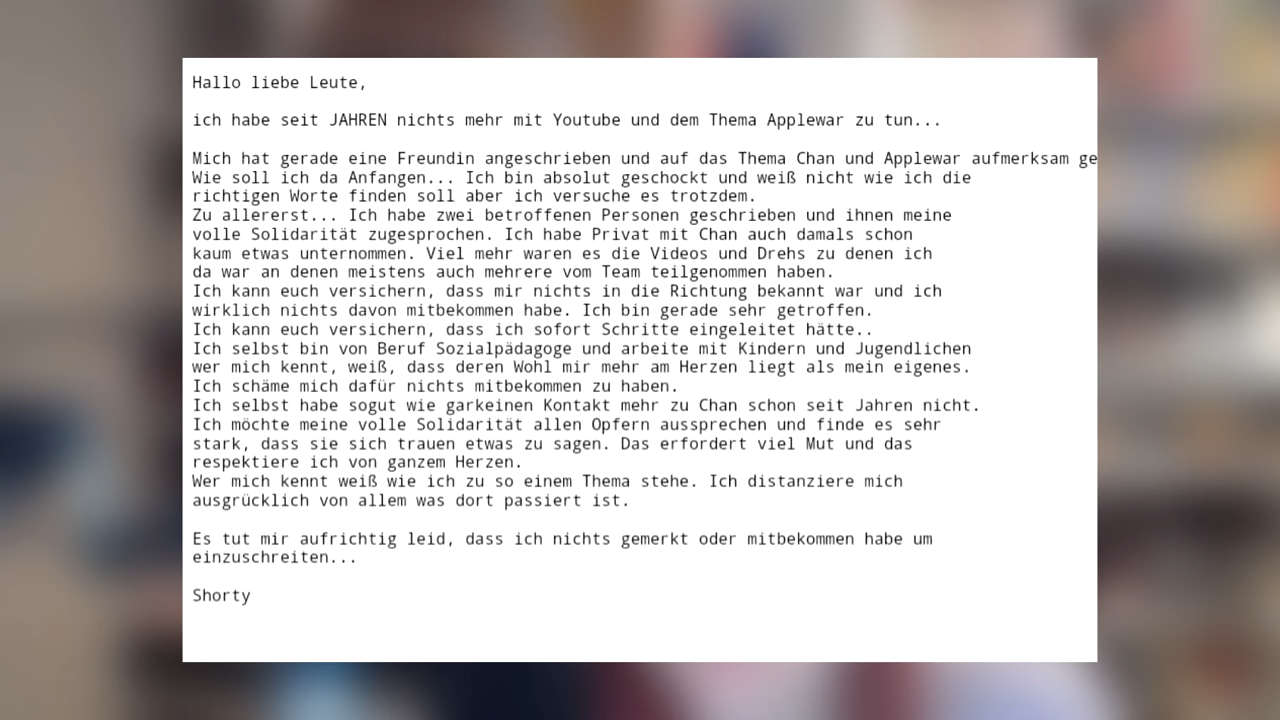 Hallo liebe Leute,
ich habe seit JAHREN nichts mehr mit Youtube und dem Thema Applewar zu tun...
Mich hat gerade eine Freundin angeschrieben und auf das Thema Chan und Applewar aufmerksam ge
Wie soll ich da Anfangen... Ich bin absolut geschockt und weiß nicht wie ich die
richtigen Worte finden soll aber ich versuche es trotzdem.
Zu allererst... Ich habe zwei betroffenen Personen geschrieben und ihnen meine
volle Solidarität zugesprochen. Ich habe Privat mit Chan auch damals schon
kaum etwas unternommen. Viel mehr waren es die Videos und Drehs zu denen ich
da war an denen meistens auch mehrere vom Team teilgenommen haben.
Ich kann euch versichern, dass mir nichts in die Richtung bekannt war und ich
wirklich nichts davon mitbekommen habe. Ich bin gerade sehr getroffen.
Ich kann euch versichern, dass ich sofort Schritte eingeleitet hätte..
Ich selbst bin von Beruf Sozialpädagoge und arbeite mit Kindern und Jugendlichen
wer mich kennt, weiß, dass deren Wohl mir mehr am Herzen liegt als mein eigenes.
Ich schäme mich dafür nichts mitbekommen zu haben.
Ich selbst habe sogut wie garkeinen Kontakt mehr zu Chan schon seit Jahren nicht.
Ich möchte meine volle Solidarität allen Opfern aussprechen und finde es sehr
stark, dass sie sich trauen etwas zu sagen. Das erfordert viel Mut und das
respektiere ich von ganzem Herzen.
Wer mich kennt weiß wie ich zu so einem Thema stehe. Ich distanziere mich
ausgrücklich von allem was dort passiert ist.
Es tut mir aufrichtig leid, dass ich nichts gemerkt oder mitbekommen habe um
einzuschreiten...
Shorty